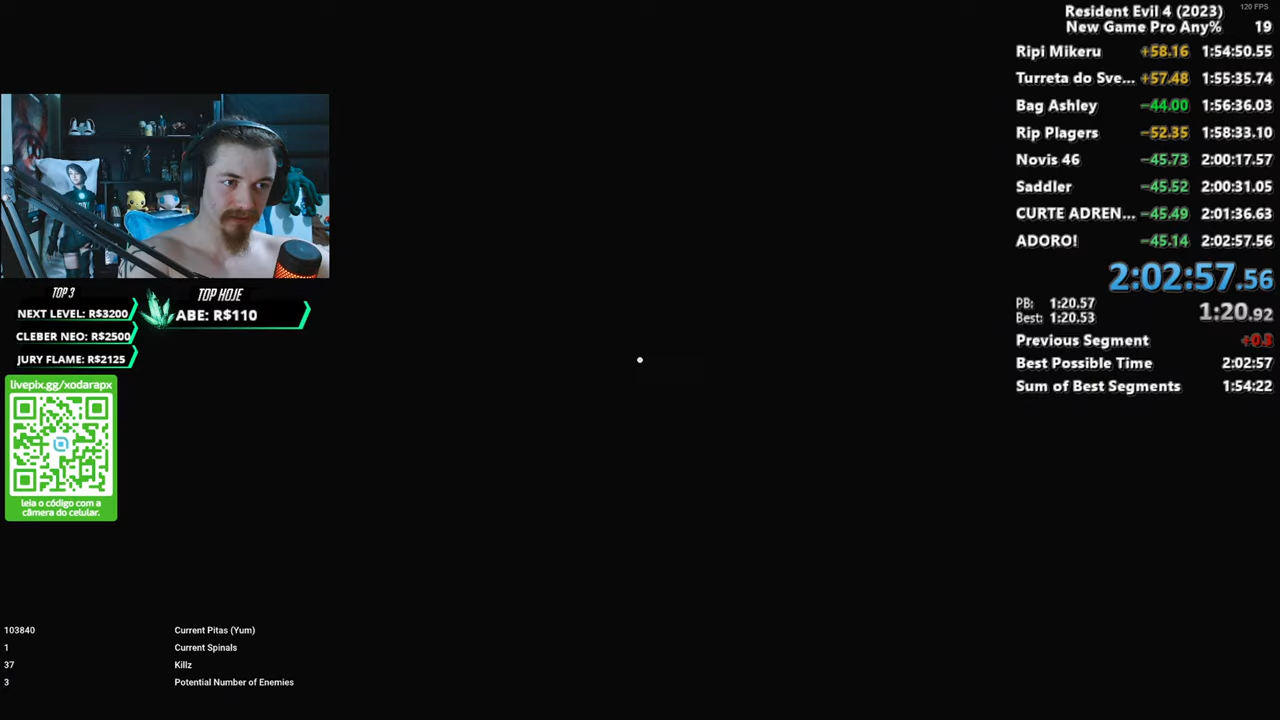 120 FPS
Resident Evil 4 (2023)
New Game Pro Any% 19
Ripi Mikeru +58.16 1:54:50.55
Turreta do Sve... +57.48 1:55:35.74
Bag Ashley −44.00 1:56:36.03
Rip Plagers −52.35 1:58:33.10
Novis 46 −45.73 2:00:17.57
Saddler −45.52 2:00:31.05
CURTE ADREN... −45.49 2:01:36.63
ADORO! −45.14 2:02:57.56
2:02:57.56
PB: 1:20.57
Best: 1:20.53
1:20.92
Previous Segment +0.3
Best Possible Time 2:02:57
Sum of Best Segments 1:54:22
TOP 3
NEXT LEVEL: R$3200
CLEBER NEO: R$2500
JURY FLAME: R$2125
TOP HOJE
ABE: R$110
livepix.gg/xodarapx
leia o código com a
câmera do celular.
103840 Current Pitas (Yum)
1 Current Spinals
37 Killz
3 Potential Number of Enemies